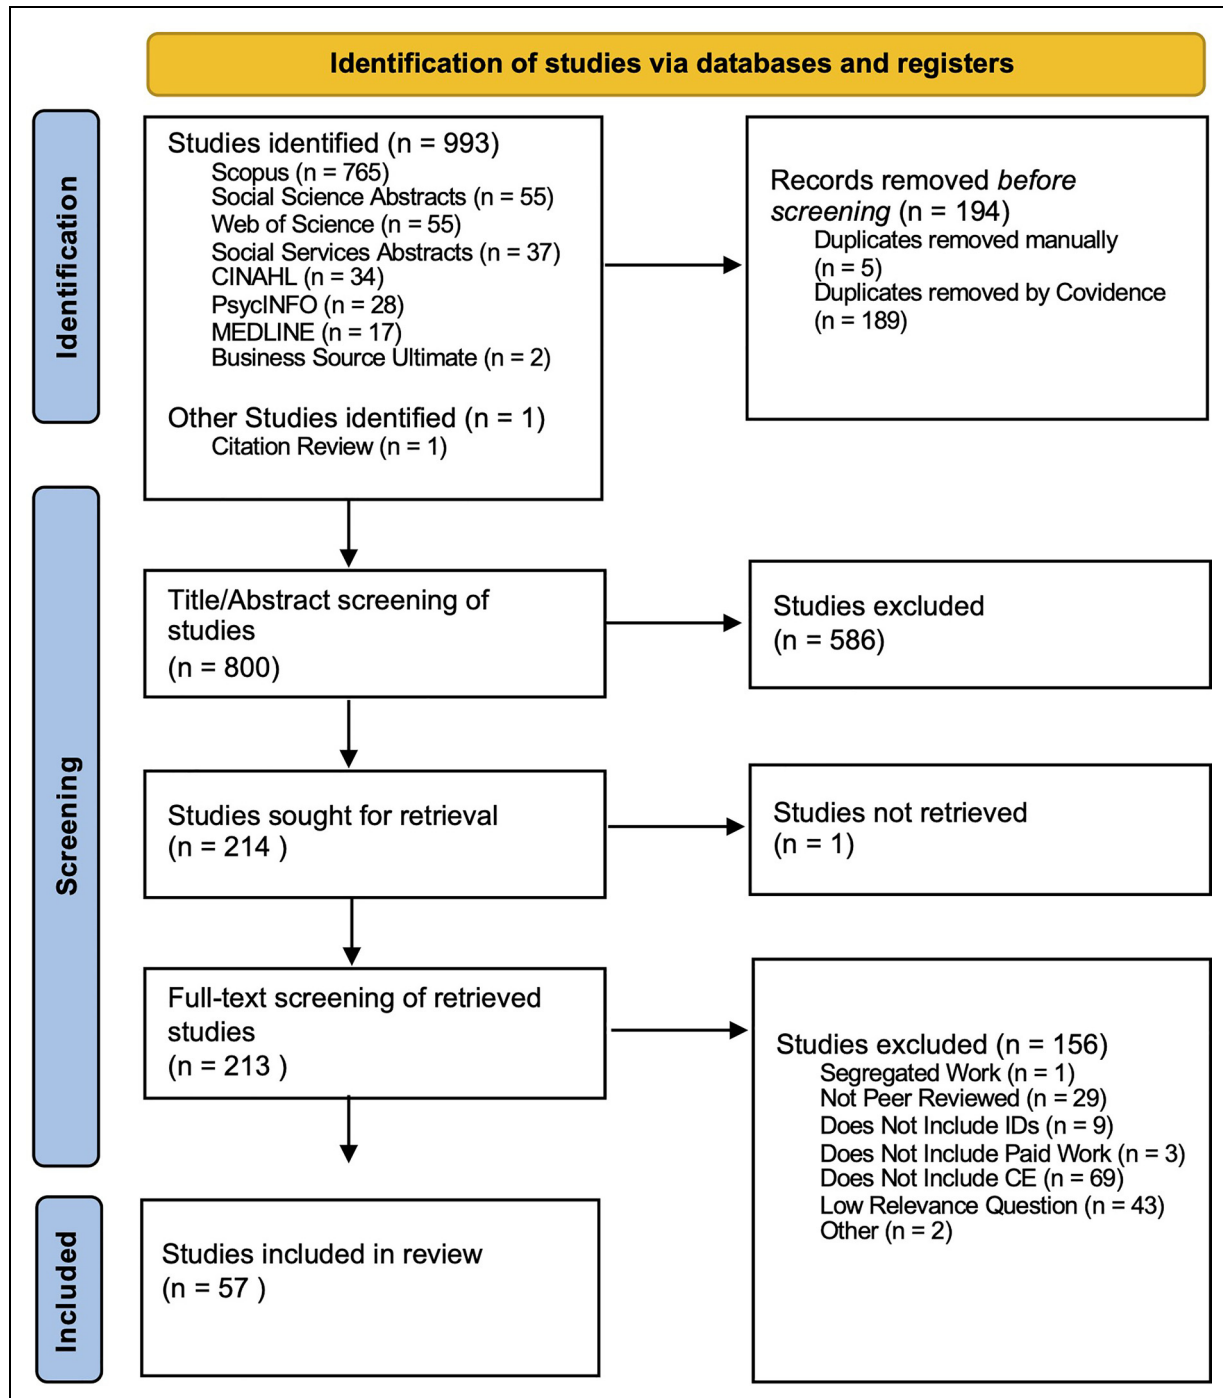 Identification of studies via databases and registers
Identification
Studies identified (n = 993)
Scopus (n = 765)
Social Science Abstracts (n = 55)
Web of Science (n = 55)
Social Services Abstracts (n = 37)
CINAHL (n = 34)
PsycINFO (n = 28)
MEDLINE (n = 17)
Business Source Ultimate (n = 2)
Other Studies identified (n = 1)
Citation Review (n = 1)
Records removed before
screening (n = 194)
Duplicates removed manually
(n = 5)
Duplicates removed by Covidence
(n = 189)
Screening
Title/Abstract screening of
studies
(n = 800)
Studies excluded
(n = 586)
Studies sought for retrieval
(n = 214 )
Studies not retrieved
(n = 1)
Full-text screening of retrieved
studies
(n = 213 )
Studies excluded (n = 156)
Segregated Work (n = 1)
Not Peer Reviewed (n = 29)
Does Not Include IDs (n = 9)
Does Not Include Paid Work (n = 3)
Does Not Include CE (n = 69)
Low Relevance Question (n = 43)
Other (n = 2)
Included
Studies included in review
(n = 57 )